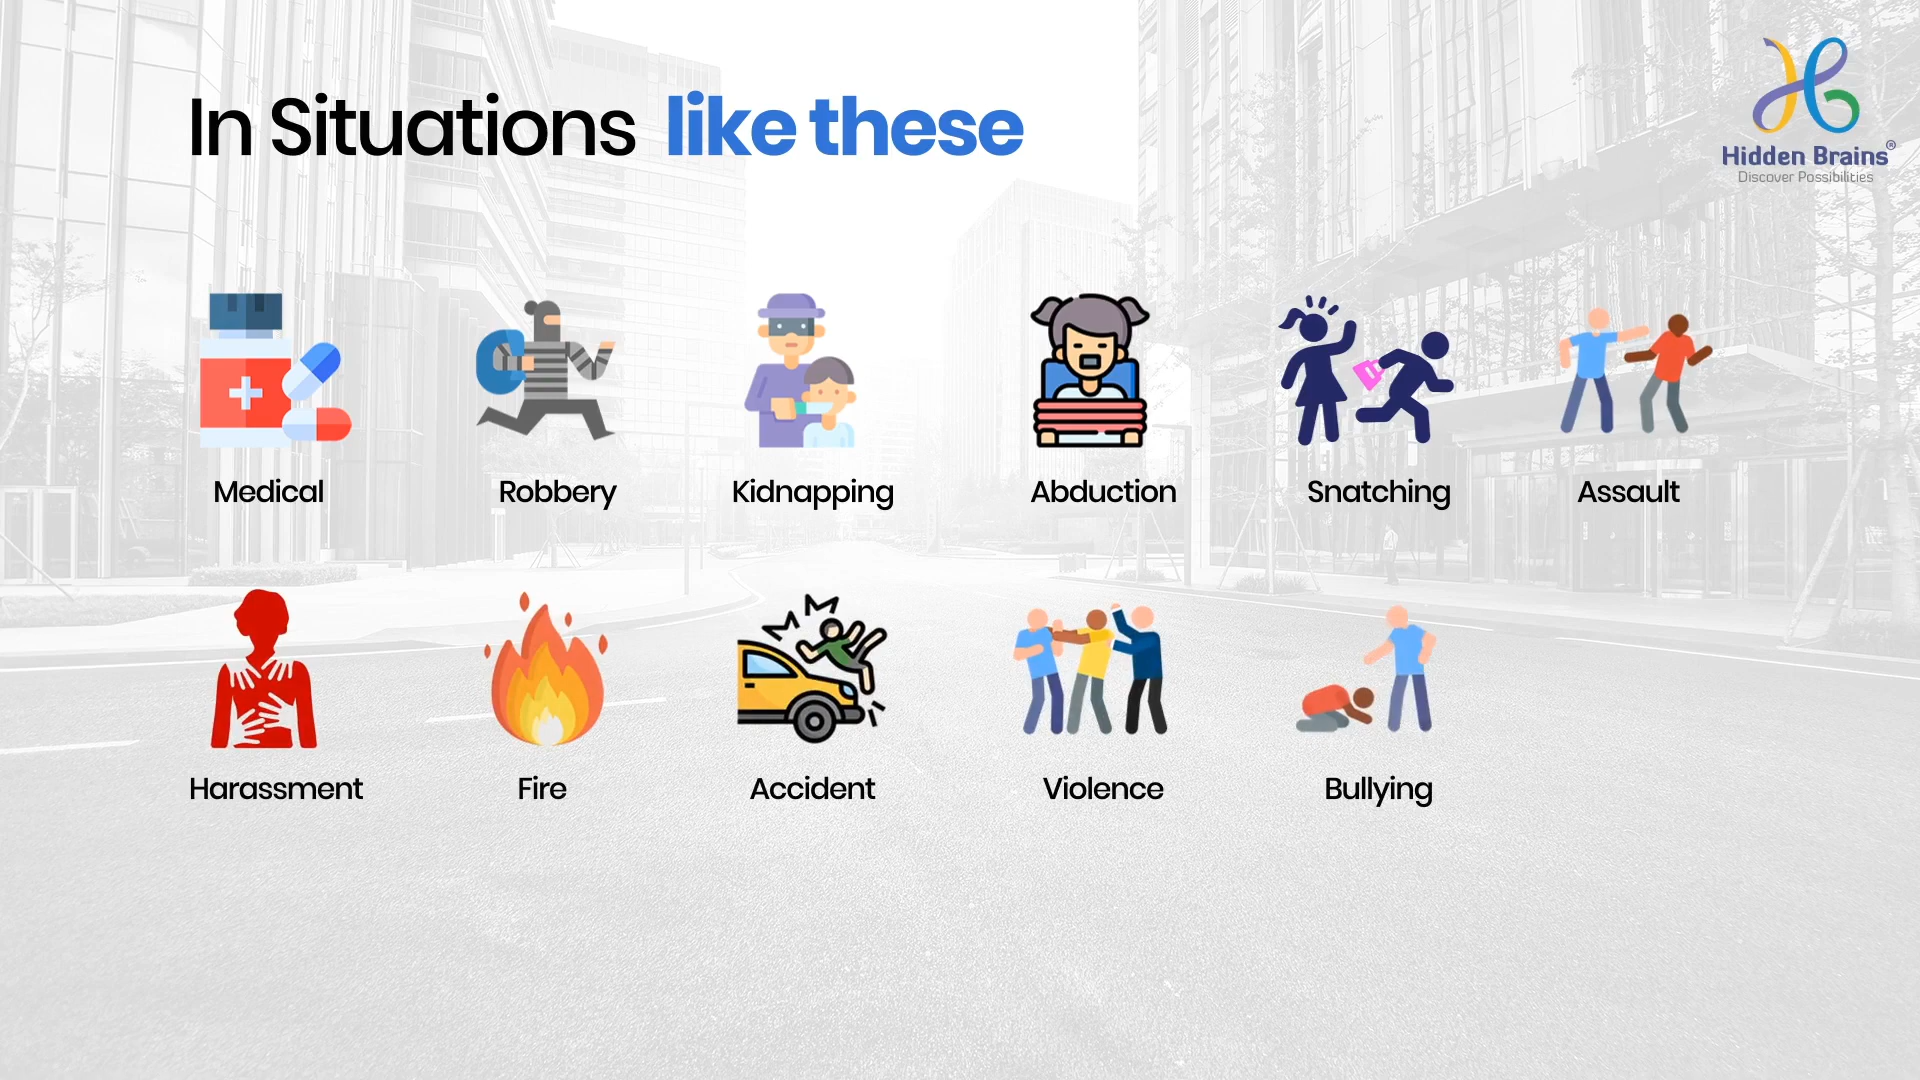 In Situations like these
Hidden Brains®
Discover Possibilities
Medical
Robbery
Kidnapping
Abduction
Snatching
Assault
Harassment
Fire
Accident
Violence
Bullying